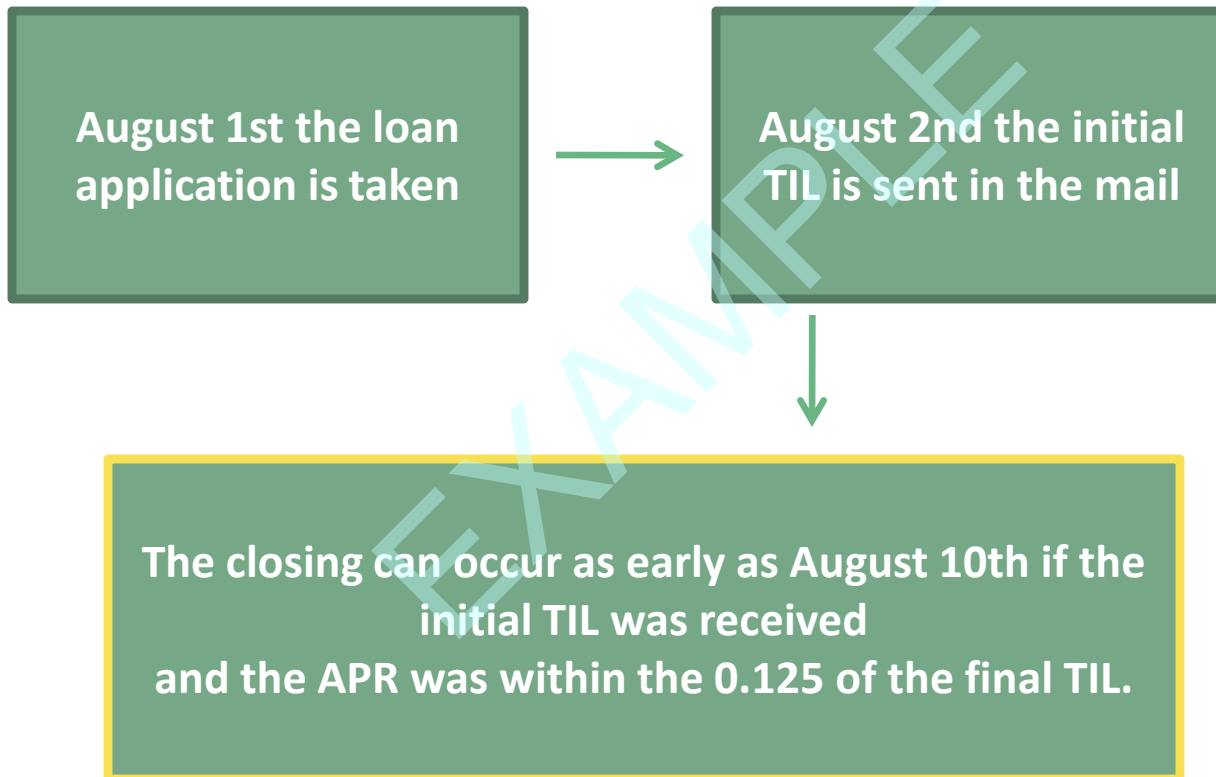 August 1st the loan
application is taken
August 2nd the initial
TIL is sent in the mail
The closing can occur as early as August 10th if the
initial TIL was received
and the APR was within the 0.125 of the final TIL.
EXAMPLE